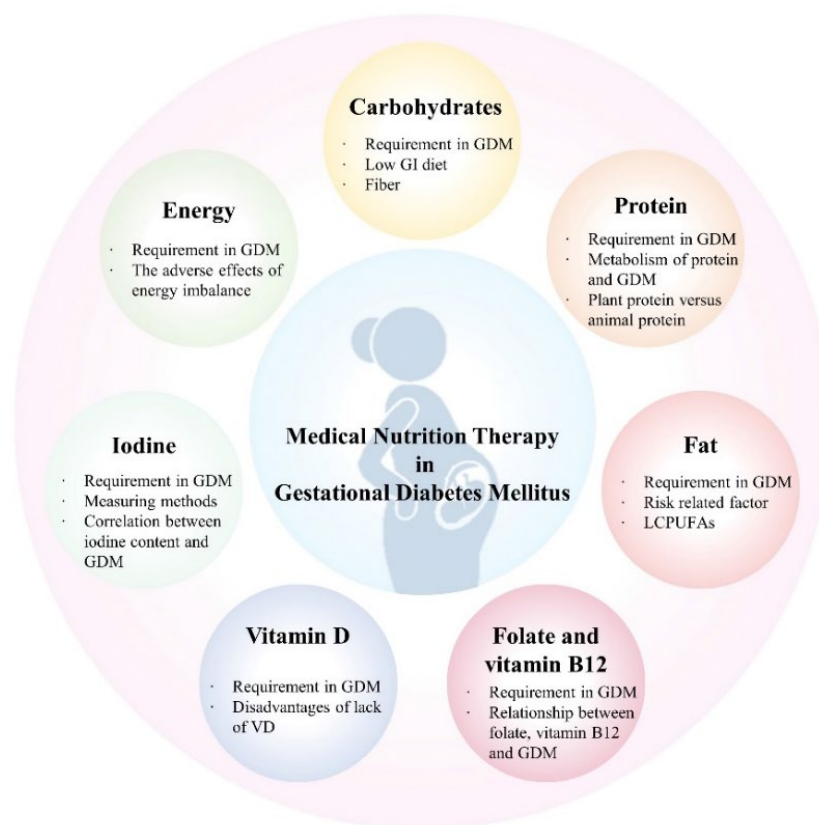 Carbohydrates
· Requirement in GDM
· Low GI diet
· Fiber
Protein
· Requirement in GDM
· Metabolism of protein
and GDM
· Plant protein versus
animal protein
Fat
· Requirement in GDM
· Risk related factor
· LCPUFAs
Folate and
vitamin B12
· Requirement in GDM
· Relationship between
folate, vitamin B12
and GDM
Vitamin D
· Requirement in GDM
· Disadvantages of lack
of VD
Iodine
· Requirement in GDM
· Measuring methods
· Correlation between
iodine content and
GDM
Energy
· Requirement in GDM
· The adverse effects of
energy imbalance
Medical Nutrition Therapy
in
Gestational Diabetes Mellitus